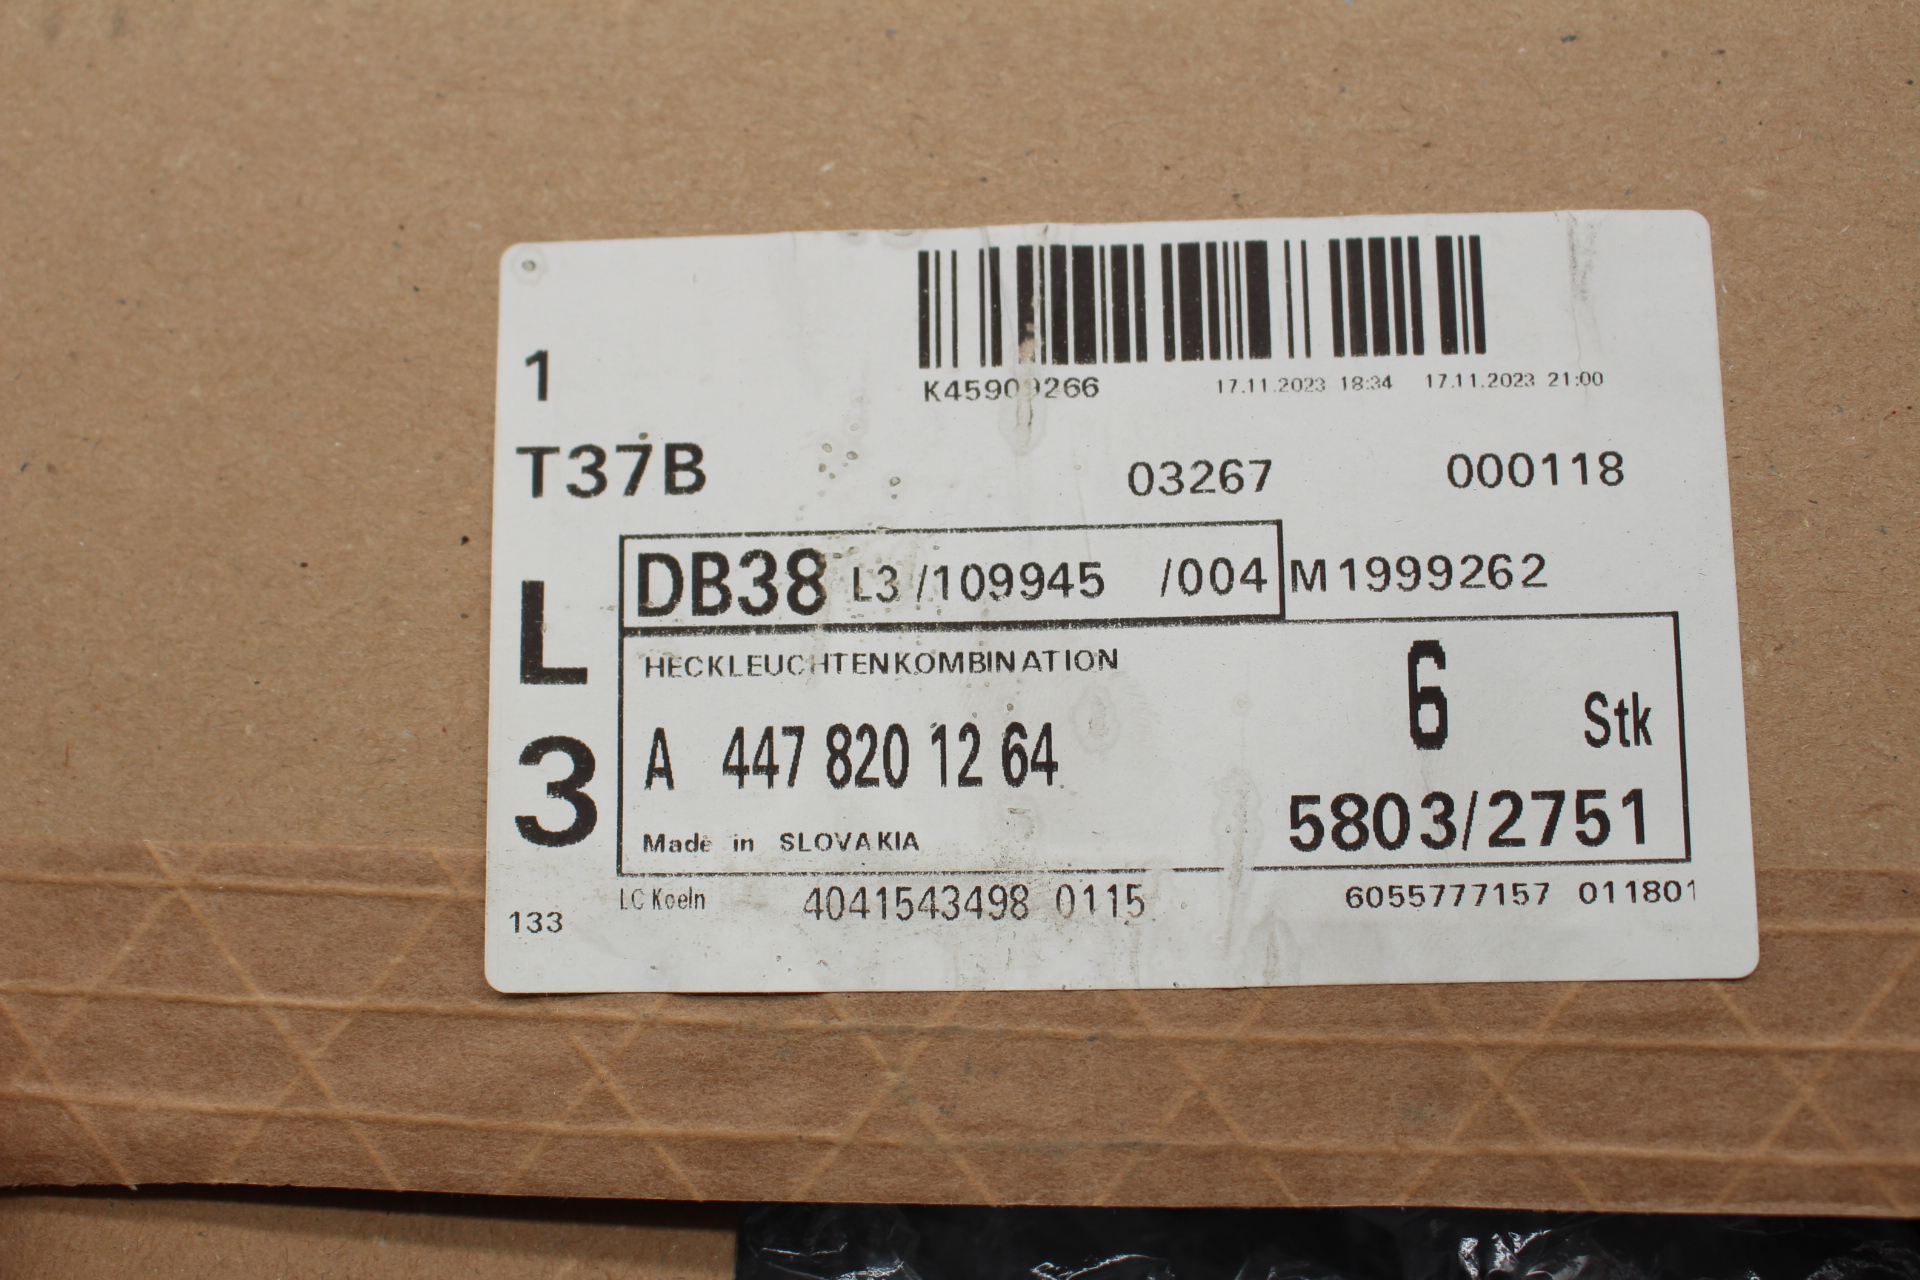 1
K45909266 17.11.2023 18:34 17.11.2023 21:00
T37B 03267 000118
DB38 L3 /109945 /004 M1999262
L
3
HECKLEUCHTENKOMBINATION
6 Stk
A 447 820 12 64
5803/2751
Made in SLOVAKIA
LC Koeln 4041543498 0115 6055777157 011801
133